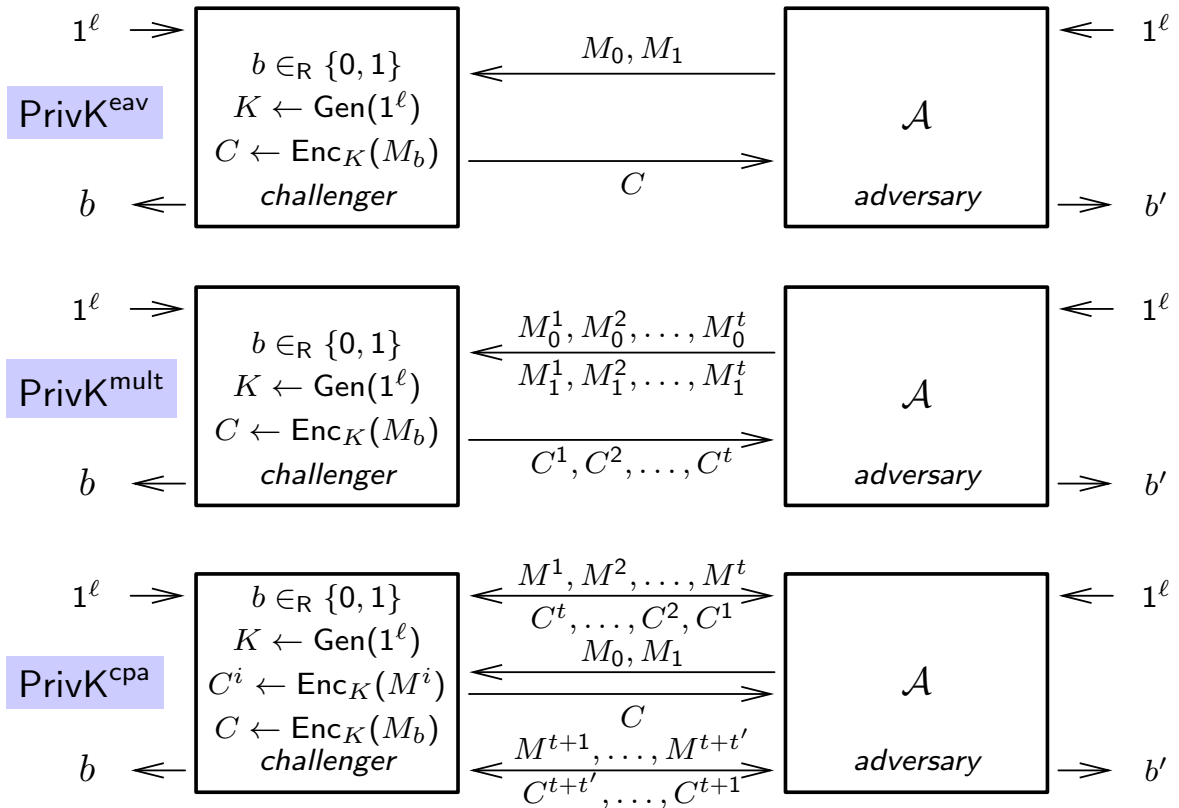 1^ℓ
PrivK^eav
b
b ∈_R {0, 1}
K ← Gen(1^ℓ)
C ← Enc_K(M_b)
challenger
M_0, M_1
C
𝒜
adversary
1^ℓ
b′
1^ℓ
PrivK^mult
b
b ∈_R {0, 1}
K ← Gen(1^ℓ)
C ← Enc_K(M_b)
challenger
M_0^1, M_0^2, . . . , M_0^t
M_1^1, M_1^2, . . . , M_1^t
C^1, C^2, . . . , C^t
𝒜
adversary
1^ℓ
b′
1^ℓ
PrivK^cpa
b
b ∈_R {0, 1}
K ← Gen(1^ℓ)
C^i ← Enc_K(M^i)
C ← Enc_K(M_b)
challenger
M^1, M^2, . . . , M^t
C^t, . . . , C^2, C^1
M_0, M_1
C
M^{t+1}, . . . , M^{t+t′}
C^{t+t′}, . . . , C^{t+1}
𝒜
adversary
1^ℓ
b′